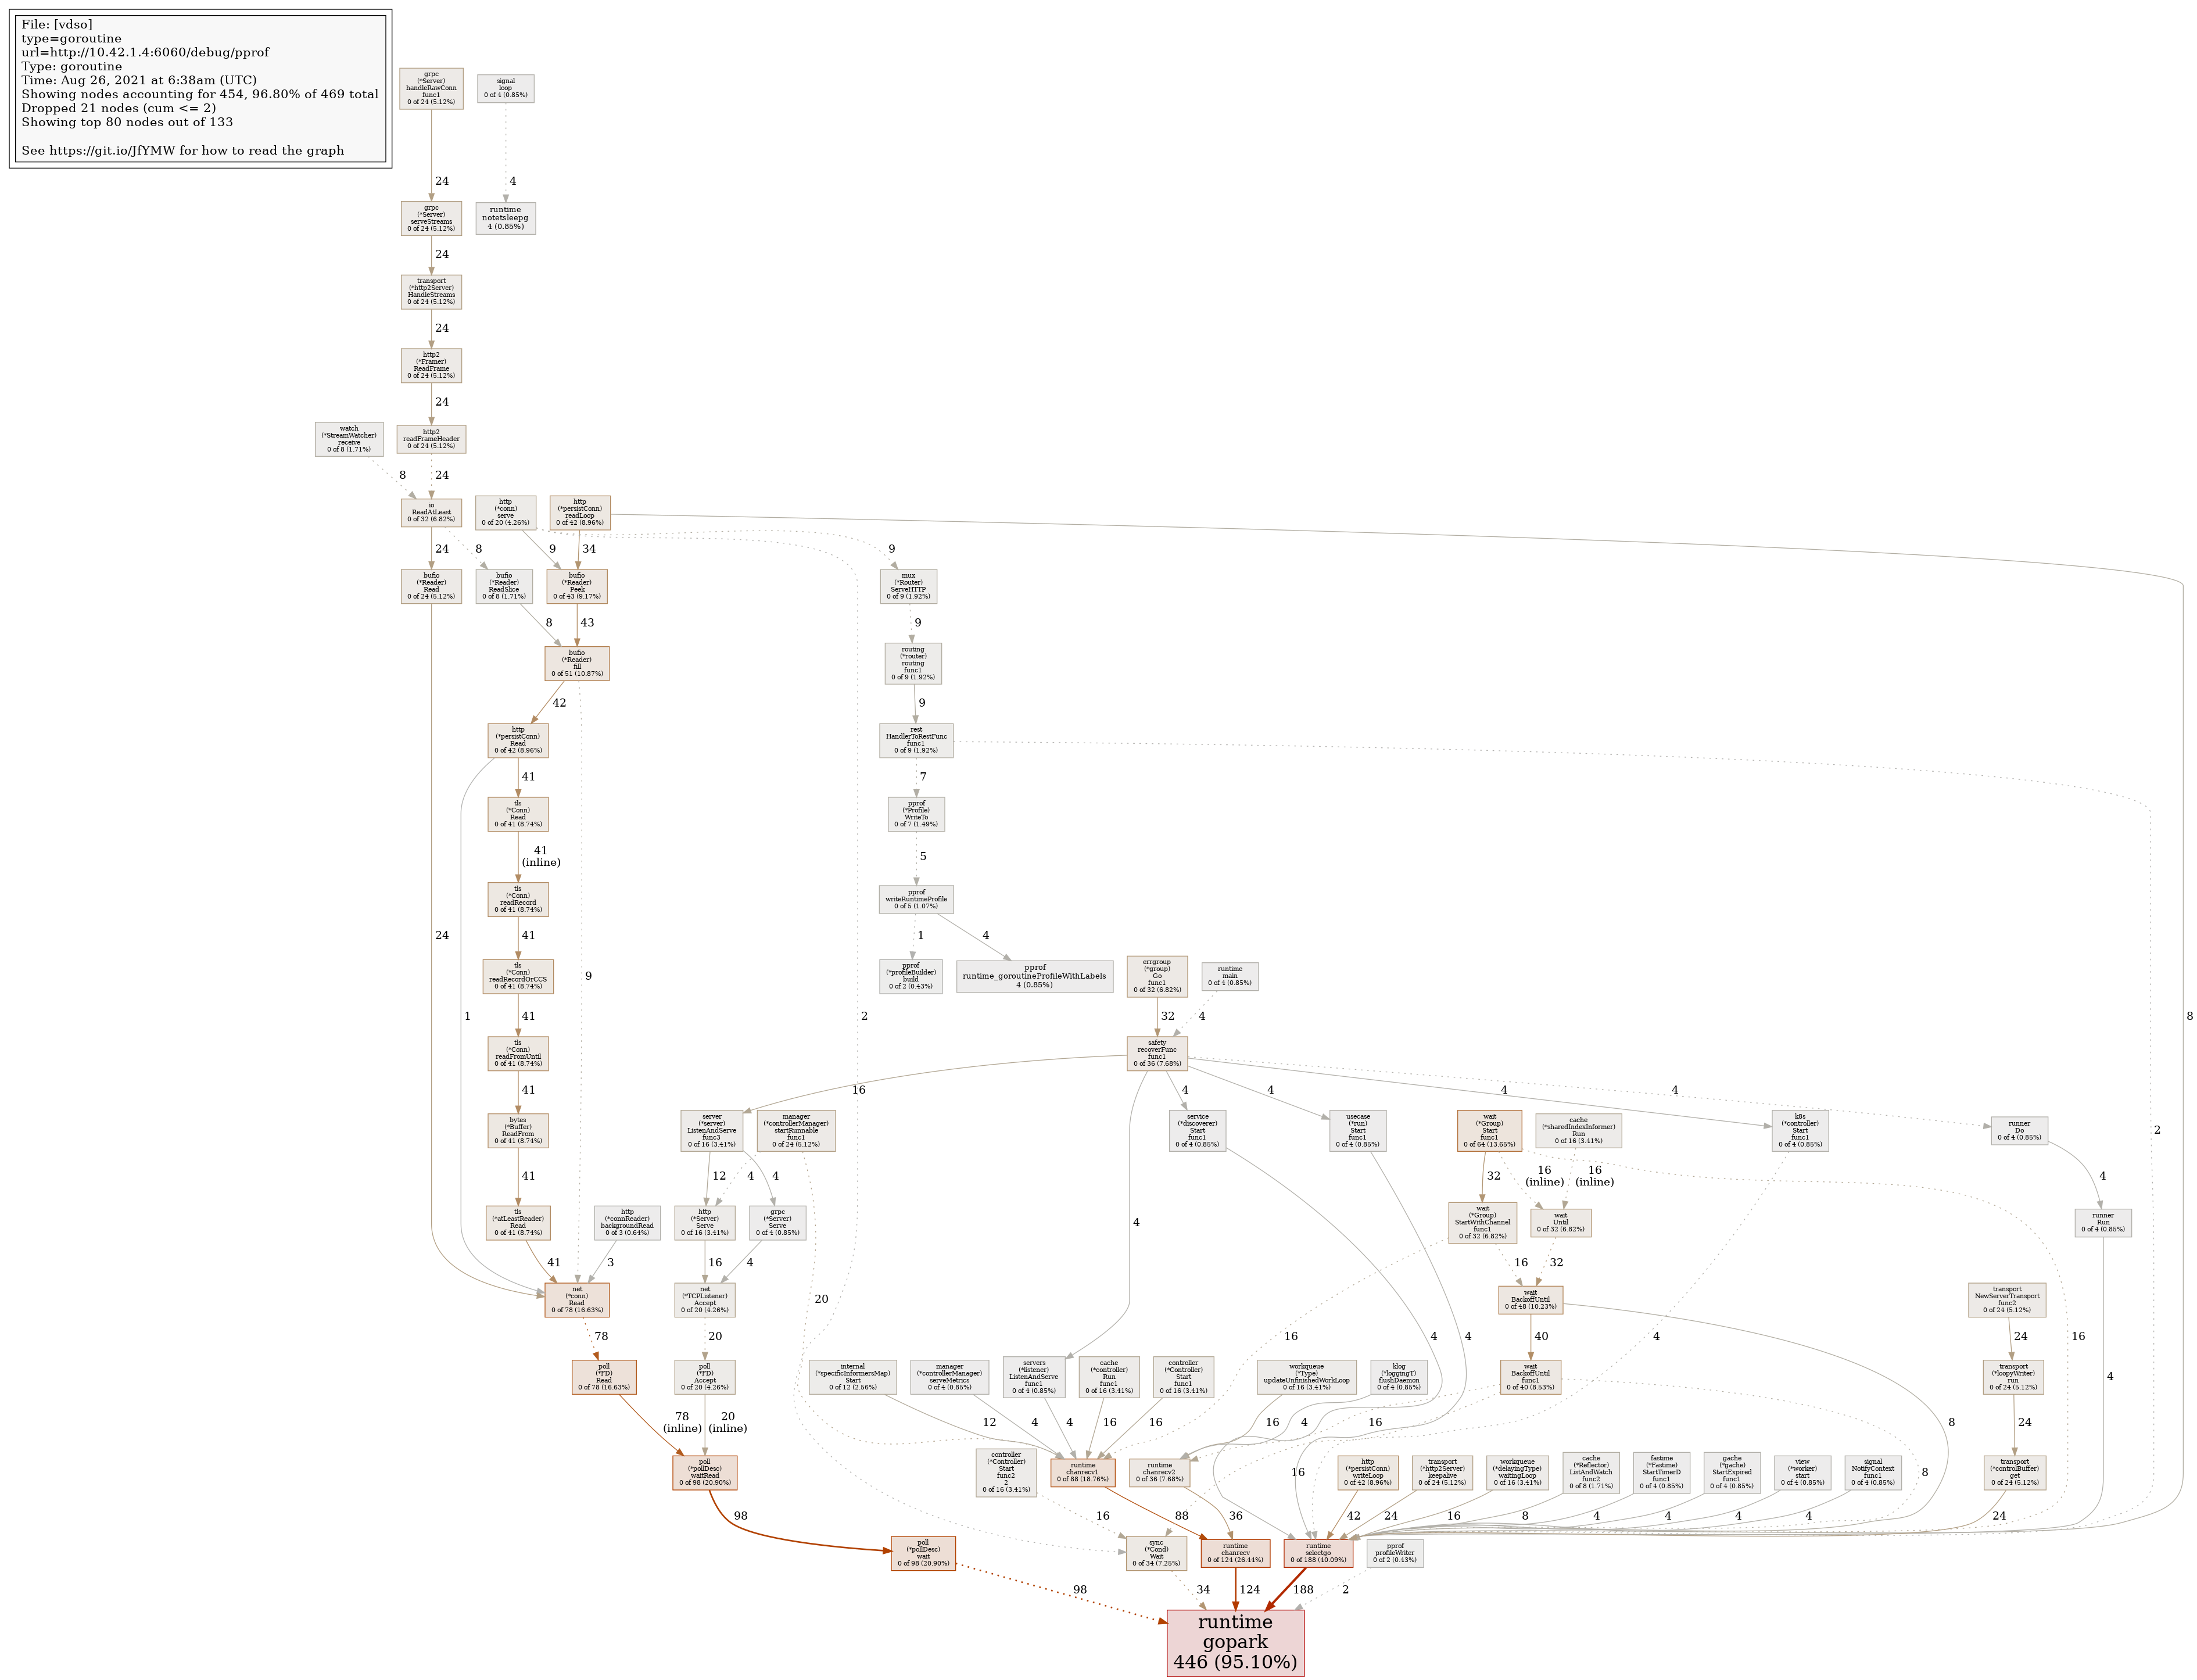 File: [vdso]
type=goroutine
url=http://10.42.1.4:6060/debug/pprof
Type: goroutine
Time: Aug 26, 2021 at 6:38am (UTC)
Showing nodes accounting for 454, 96.80% of 469 total
Dropped 21 nodes (cum <= 2)
Showing top 80 nodes out of 133
See https://git.io/JfYMW for how to read the graph
grpc
(*Server)
handleRawConn
func1
0 of 24 (5.12%)
signal
loop
0 of 4 (0.85%)
24
4
grpc
(*Server)
serveStreams
0 of 24 (5.12%)
runtime
notetsleepg
4 (0.85%)
24
transport
(*http2Server)
HandleStreams
0 of 24 (5.12%)
24
http2
(*Framer)
ReadFrame
0 of 24 (5.12%)
24
watch
(*StreamWatcher)
receive
0 of 8 (1.71%)
http2
readFrameHeader
0 of 24 (5.12%)
8
24
io
ReadAtLeast
0 of 32 (6.82%)
http
(*conn)
serve
0 of 20 (4.26%)
http
(*persistConn)
readLoop
0 of 42 (8.96%)
24
8
9
34
9
bufio
(*Reader)
Read
0 of 24 (5.12%)
bufio
(*Reader)
ReadSlice
0 of 8 (1.71%)
bufio
(*Reader)
Peek
0 of 43 (9.17%)
mux
(*Router)
ServeHTTP
0 of 9 (1.92%)
8
43
9
bufio
(*Reader)
fill
0 of 51 (10.87%)
routing
(*router)
routing
func1
0 of 9 (1.92%)
42
9
http
(*persistConn)
Read
0 of 42 (8.96%)
rest
HandlerToRestFunc
func1
0 of 9 (1.92%)
41
7
tls
(*Conn)
Read
0 of 41 (8.74%)
pprof
(*Profile)
WriteTo
0 of 7 (1.49%)
41
(inline)
5
tls
(*Conn)
readRecord
0 of 41 (8.74%)
pprof
writeRuntimeProfile
0 of 5 (1.07%)
24
41
1
4
tls
(*Conn)
readRecordOrCCS
0 of 41 (8.74%)
9
pprof
(*profileBuilder)
build
0 of 2 (0.43%)
pprof
runtime_goroutineProfileWithLabels
4 (0.85%)
errgroup
(*group)
Go
func1
0 of 32 (6.82%)
runtime
main
0 of 4 (0.85%)
1
41
2
32
4
8
tls
(*Conn)
readFromUntil
0 of 41 (8.74%)
safety
recoverFunc
func1
0 of 36 (7.68%)
41
16
4
4
4
4
2
bytes
(*Buffer)
ReadFrom
0 of 41 (8.74%)
server
(*server)
ListenAndServe
func3
0 of 16 (3.41%)
manager
(*controllerManager)
startRunnable
func1
0 of 24 (5.12%)
service
(*discoverer)
Start
func1
0 of 4 (0.85%)
usecase
(*run)
Start
func1
0 of 4 (0.85%)
wait
(*Group)
Start
func1
0 of 64 (13.65%)
cache
(*sharedIndexInformer)
Run
0 of 16 (3.41%)
k8s
(*controller)
Start
func1
0 of 4 (0.85%)
runner
Do
0 of 4 (0.85%)
41
12
4
4
32
16
(inline)
16
(inline)
4
tls
(*atLeastReader)
Read
0 of 41 (8.74%)
http
(*connReader)
backgroundRead
0 of 3 (0.64%)
http
(*Server)
Serve
0 of 16 (3.41%)
grpc
(*Server)
Serve
0 of 4 (0.85%)
4
wait
(*Group)
StartWithChannel
func1
0 of 32 (6.82%)
wait
Until
0 of 32 (6.82%)
runner
Run
0 of 4 (0.85%)
41
3
16
4
16
32
net
(*conn)
Read
0 of 78 (16.63%)
net
(*TCPListener)
Accept
0 of 20 (4.26%)
20
wait
BackoffUntil
0 of 48 (10.23%)
transport
NewServerTransport
func2
0 of 24 (5.12%)
78
20
16
4
4
40
4
16
24
poll
(*FD)
Read
0 of 78 (16.63%)
poll
(*FD)
Accept
0 of 20 (4.26%)
internal
(*specificInformersMap)
Start
0 of 12 (2.56%)
manager
(*controllerManager)
serveMetrics
0 of 4 (0.85%)
servers
(*listener)
ListenAndServe
func1
0 of 4 (0.85%)
cache
(*controller)
Run
func1
0 of 16 (3.41%)
controller
(*Controller)
Start
func1
0 of 16 (3.41%)
workqueue
(*Type)
updateUnfinishedWorkLoop
0 of 16 (3.41%)
klog
(*loggingT)
flushDaemon
0 of 4 (0.85%)
wait
BackoffUntil
func1
0 of 40 (8.53%)
transport
(*loopyWriter)
run
0 of 24 (5.12%)
4
78
(inline)
20
(inline)
12
4
4
16
16
16
4
16
8
24
poll
(*pollDesc)
waitRead
0 of 98 (20.90%)
controller
(*Controller)
Start
func2
2
0 of 16 (3.41%)
runtime
chanrecv1
0 of 88 (18.76%)
runtime
chanrecv2
0 of 36 (7.68%)
16
http
(*persistConn)
writeLoop
0 of 42 (8.96%)
transport
(*http2Server)
keepalive
0 of 24 (5.12%)
workqueue
(*delayingType)
waitingLoop
0 of 16 (3.41%)
cache
(*Reflector)
ListAndWatch
func2
0 of 8 (1.71%)
fastime
(*Fastime)
StartTimerD
func1
0 of 4 (0.85%)
gache
(*gache)
StartExpired
func1
0 of 4 (0.85%)
view
(*worker)
start
0 of 4 (0.85%)
signal
NotifyContext
func1
0 of 4 (0.85%)
8
transport
(*controlBuffer)
get
0 of 24 (5.12%)
98
16
88
36
42
24
16
8
4
4
4
4
24
poll
(*pollDesc)
wait
0 of 98 (20.90%)
sync
(*Cond)
Wait
0 of 34 (7.25%)
runtime
chanrecv
0 of 124 (26.44%)
runtime
selectgo
0 of 188 (40.09%)
pprof
profileWriter
0 of 2 (0.43%)
98
34
124
188
2
runtime
gopark
446 (95.10%)